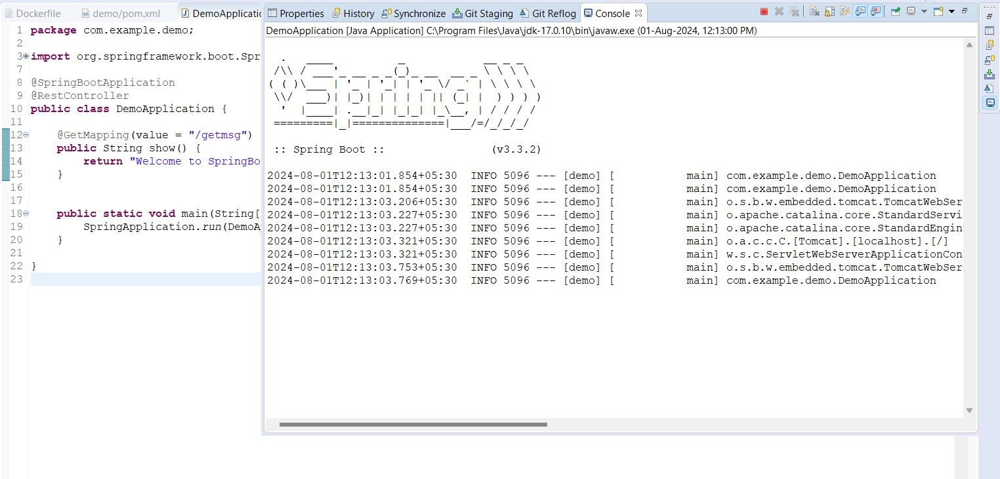 Dockerfile
demo/pom.xml
DemoApplicatio
1 package com.example.demo;
2
3 import org.springframework.boot.Spr
7
8 @SpringBootApplication
9 @RestController
10 public class DemoApplication {
11
12 @GetMapping(value = "/getmsg")
13 public String show() {
14 return "Welcome to SpringBo
15 }
16
17
18 public static void main(String[
19 SpringApplication.run(DemoA
20 }
21
22 }
23
Properties History Synchronize Git Staging Git Reflog Console
DemoApplication [Java Application] C:\Program Files\Java\jdk-17.0.10\bin\javaw.exe (01-Aug-2024, 12:13:00 PM)
  .   ____          _            __ _ _
 /\\ / ___'_ __ _ _(_)_ __  __ _ \ \ \ \
( ( )\___ | '_ | '_| | '_ \/ _` | \ \ \ \
 \\/  ___)| |_)| | | | | || (_| |  ) ) ) )
  '  |____| .__|_| |_|_| |_\__, | / / / /
 =========|_|==============|___/=/_/_/_/
:: Spring Boot :: (v3.3.2)
2024-08-01T12:13:01.854+05:30 INFO 5096 --- [demo] [ main] com.example.demo.DemoApplication
2024-08-01T12:13:01.854+05:30 INFO 5096 --- [demo] [ main] com.example.demo.DemoApplication
2024-08-01T12:13:03.206+05:30 INFO 5096 --- [demo] [ main] o.s.b.w.embedded.tomcat.TomcatWebSer
2024-08-01T12:13:03.227+05:30 INFO 5096 --- [demo] [ main] o.apache.catalina.core.StandardServi
2024-08-01T12:13:03.227+05:30 INFO 5096 --- [demo] [ main] o.apache.catalina.core.StandardEngin
2024-08-01T12:13:03.321+05:30 INFO 5096 --- [demo] [ main] o.a.c.c.C.[Tomcat].[localhost].[/]
2024-08-01T12:13:03.321+05:30 INFO 5096 --- [demo] [ main] w.s.c.ServletWebServerApplicationCon
2024-08-01T12:13:03.753+05:30 INFO 5096 --- [demo] [ main] o.s.b.w.embedded.tomcat.TomcatWebSer
2024-08-01T12:13:03.769+05:30 INFO 5096 --- [demo] [ main] com.example.demo.DemoApplication